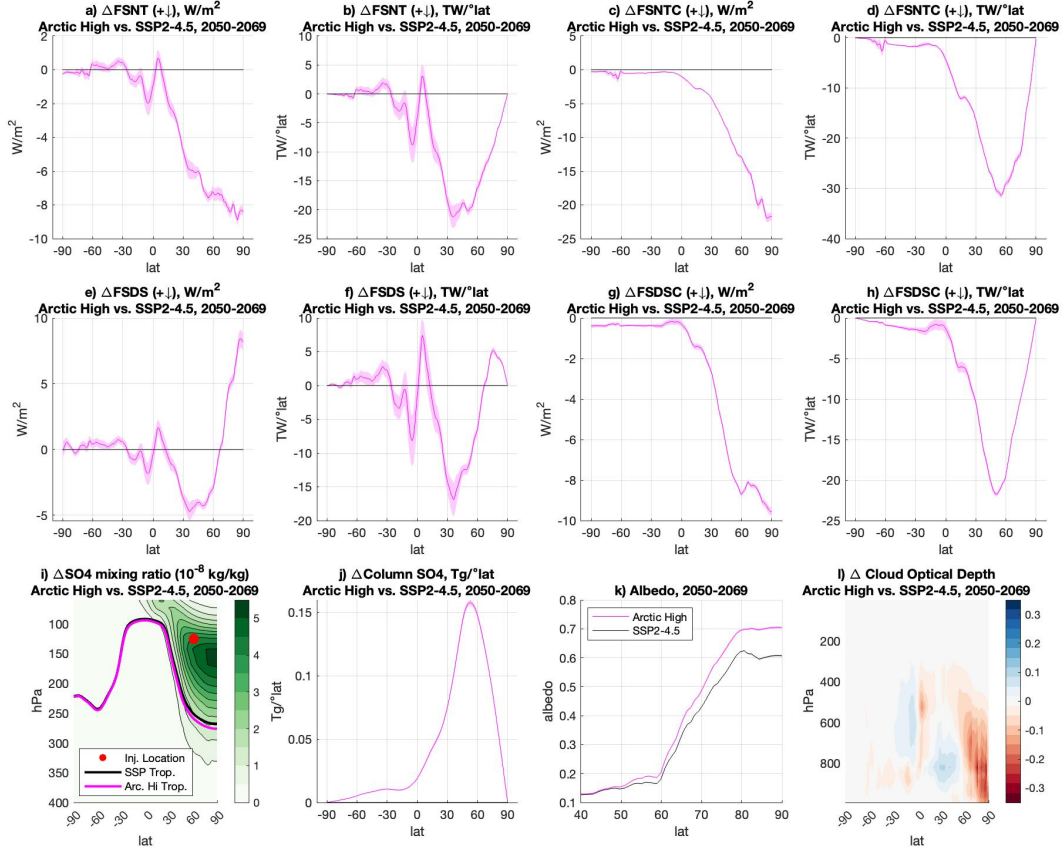 a) △FSNT (+↓), W/m²
Arctic High vs. SSP2-4.5, 2050-2069
b) △FSNT (+↓), TW/°lat
Arctic High vs. SSP2-4.5, 2050-2069
c) △FSNTC (+↓), W/m²
Arctic High vs. SSP2-4.5, 2050-2069
d) △FSNTC (+↓), TW/°lat
Arctic High vs. SSP2-4.5, 2050-2069
W/m²
2
0
-2
-4
-6
-8
-10
-90 -60 -30 0 30 60 90
lat
TW/°lat
10
5
0
-5
-10
-15
-20
-25
-90 -60 -30 0 30 60 90
lat
W/m²
5
0
-5
-10
-15
-20
-25
-90 -60 -30 0 30 60 90
lat
TW/°lat
0
-10
-20
-30
-40
-90 -60 -30 0 30 60 90
lat
e) △FSDS (+↓), W/m²
Arctic High vs. SSP2-4.5, 2050-2069
f) △FSDS (+↓), TW/°lat
Arctic High vs. SSP2-4.5, 2050-2069
g) △FSDSC (+↓), W/m²
Arctic High vs. SSP2-4.5, 2050-2069
h) △FSDSC (+↓), TW/°lat
Arctic High vs. SSP2-4.5, 2050-2069
W/m²
10
5
0
-5
-90 -60 -30 0 30 60 90
lat
TW/°lat
10
5
0
-5
-10
-15
-20
-90 -60 -30 0 30 60 90
lat
W/m²
0
-2
-4
-6
-8
-10
-90 -60 -30 0 30 60 90
lat
TW/°lat
0
-5
-10
-15
-20
-25
-90 -60 -30 0 30 60 90
lat
i) △SO4 mixing ratio (10⁻⁸ kg/kg)
Arctic High vs. SSP2-4.5, 2050-2069
j) △Column SO4, Tg/°lat
Arctic High vs. SSP2-4.5, 2050-2069
k) Albedo, 2050-2069
l) △ Cloud Optical Depth
Arctic High vs. SSP2-4.5, 2050-2069
hPa
100
150
200
250
300
350
400
Inj. Location
SSP Trop.
Arc. Hi Trop.
-90 -60 -30 0 30 60 90
lat
5
4
3
2
1
0
Tg/°lat
0.15
0.1
0.05
0
-90 -60 -30 0 30 60 90
lat
albedo
0.8
0.7
0.6
0.5
0.4
0.3
0.2
0.1
Arctic High
SSP2-4.5
40 50 60 70 80 90
lat
hPa
200
400
600
800
-90 -60 -30 0 30 60 90
lat
0.3
0.2
0.1
0
-0.1
-0.2
-0.3